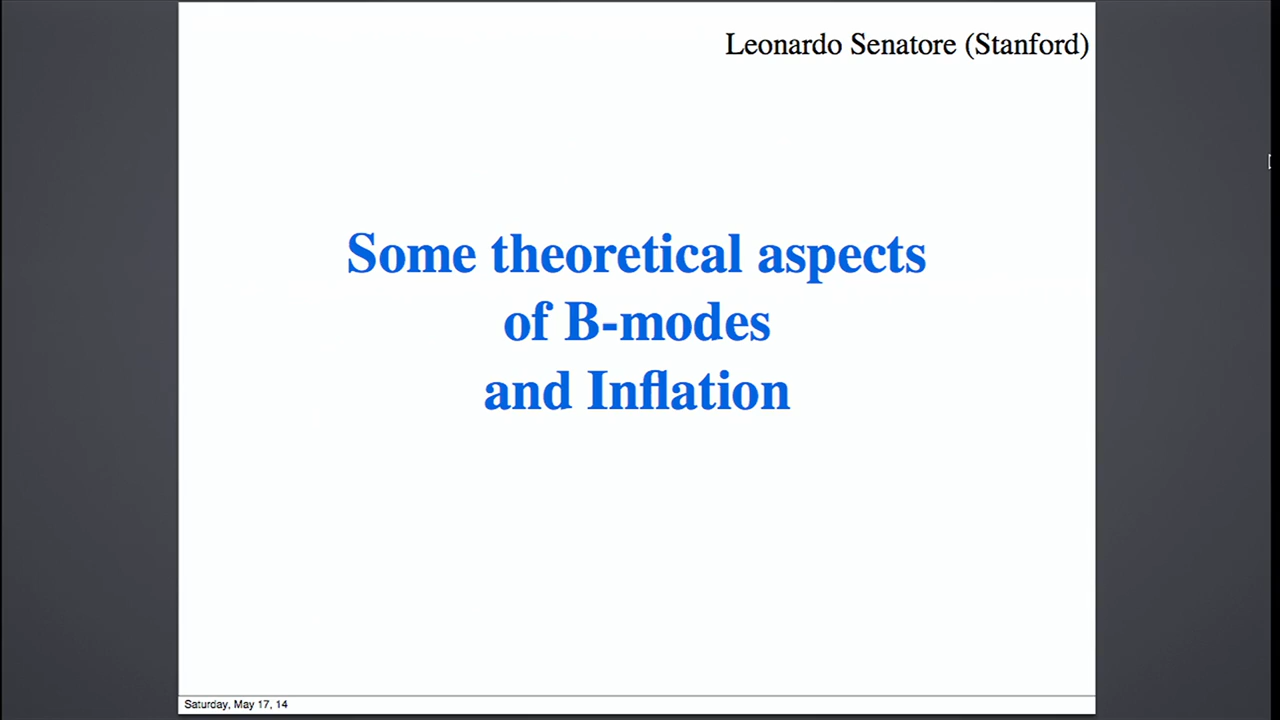 Leonardo Senatore (Stanford)
Some theoretical aspects
of B-modes
and Inflation
Saturday, May 17, 14